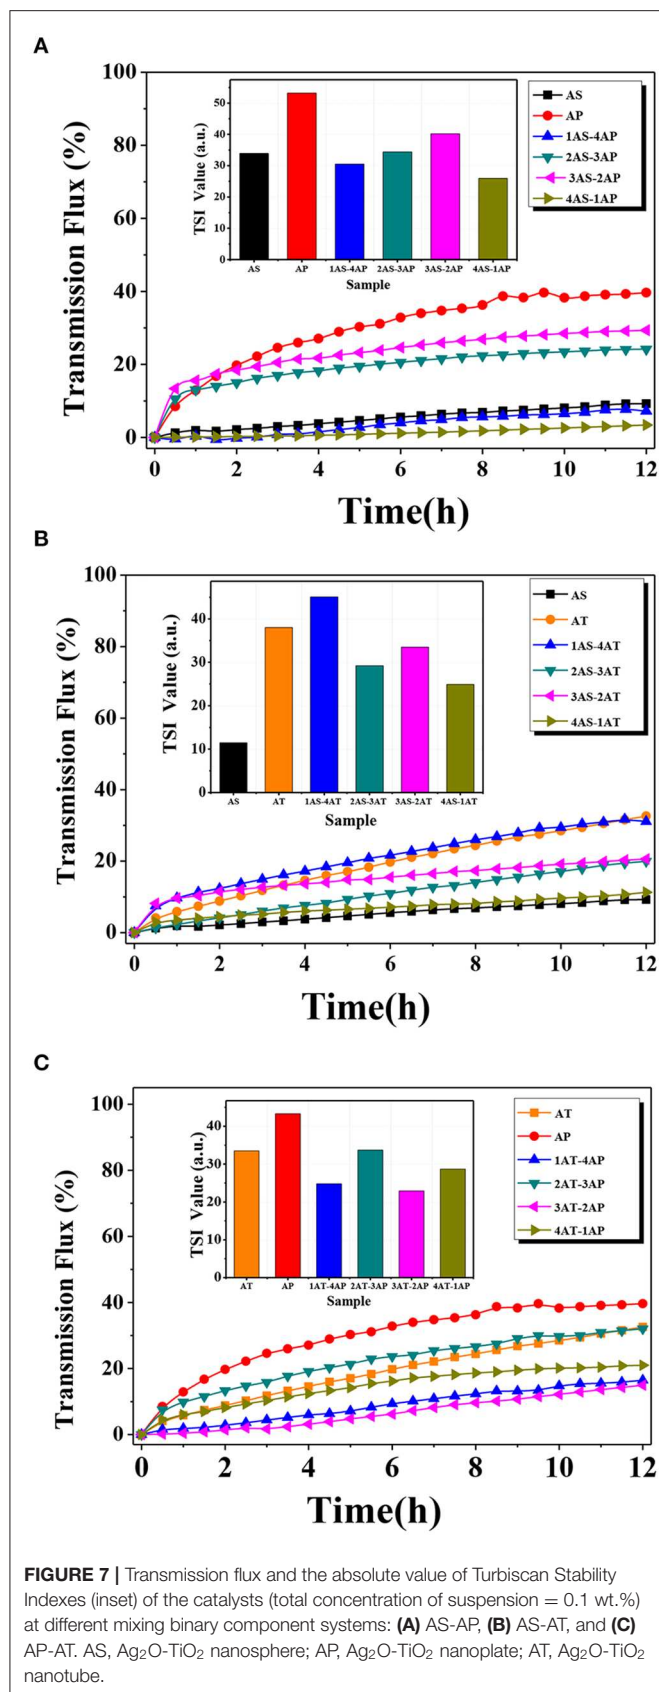 A
100
80
60
40
20
0
Transmission Flux (%)
50
40
30
20
10
0
TSI Value (a.u.)
AS AP 1AS-4AP 2AS-3AP 3AS-2AP 4AS-1AP
Sample
AS
AP
1AS-4AP
2AS-3AP
3AS-2AP
4AS-1AP
0 2 4 6 8 10 12
Time(h)
B
100
80
60
40
20
0
Transmission Flux (%)
40
30
20
10
0
TSI Value (a.u.)
AS AT 1AS-4AT 2AS-3AT 3AS-2AT 4AS-1AT
Sample
AS
AT
1AS-4AT
2AS-3AT
3AS-2AT
4AS-1AT
0 2 4 6 8 10 12
Time(h)
C
100
80
60
40
20
0
Transmission Flux (%)
40
30
20
10
0
TSI Value (a.u.)
AT AP 1AT-4AP 2AT-3AP 3AT-2AP 4AT-1AP
Sample
AT
AP
1AT-4AP
2AT-3AP
3AT-2AP
4AT-1AP
0 2 4 6 8 10 12
Time(h)
FIGURE 7 | Transmission flux and the absolute value of Turbiscan Stability
Indexes (inset) of the catalysts (total concentration of suspension = 0.1 wt.%)
at different mixing binary component systems: (A) AS-AP, (B) AS-AT, and (C)
AP-AT. AS, Ag₂O-TiO₂ nanosphere; AP, Ag₂O-TiO₂ nanoplate; AT, Ag₂O-TiO₂
nanotube.